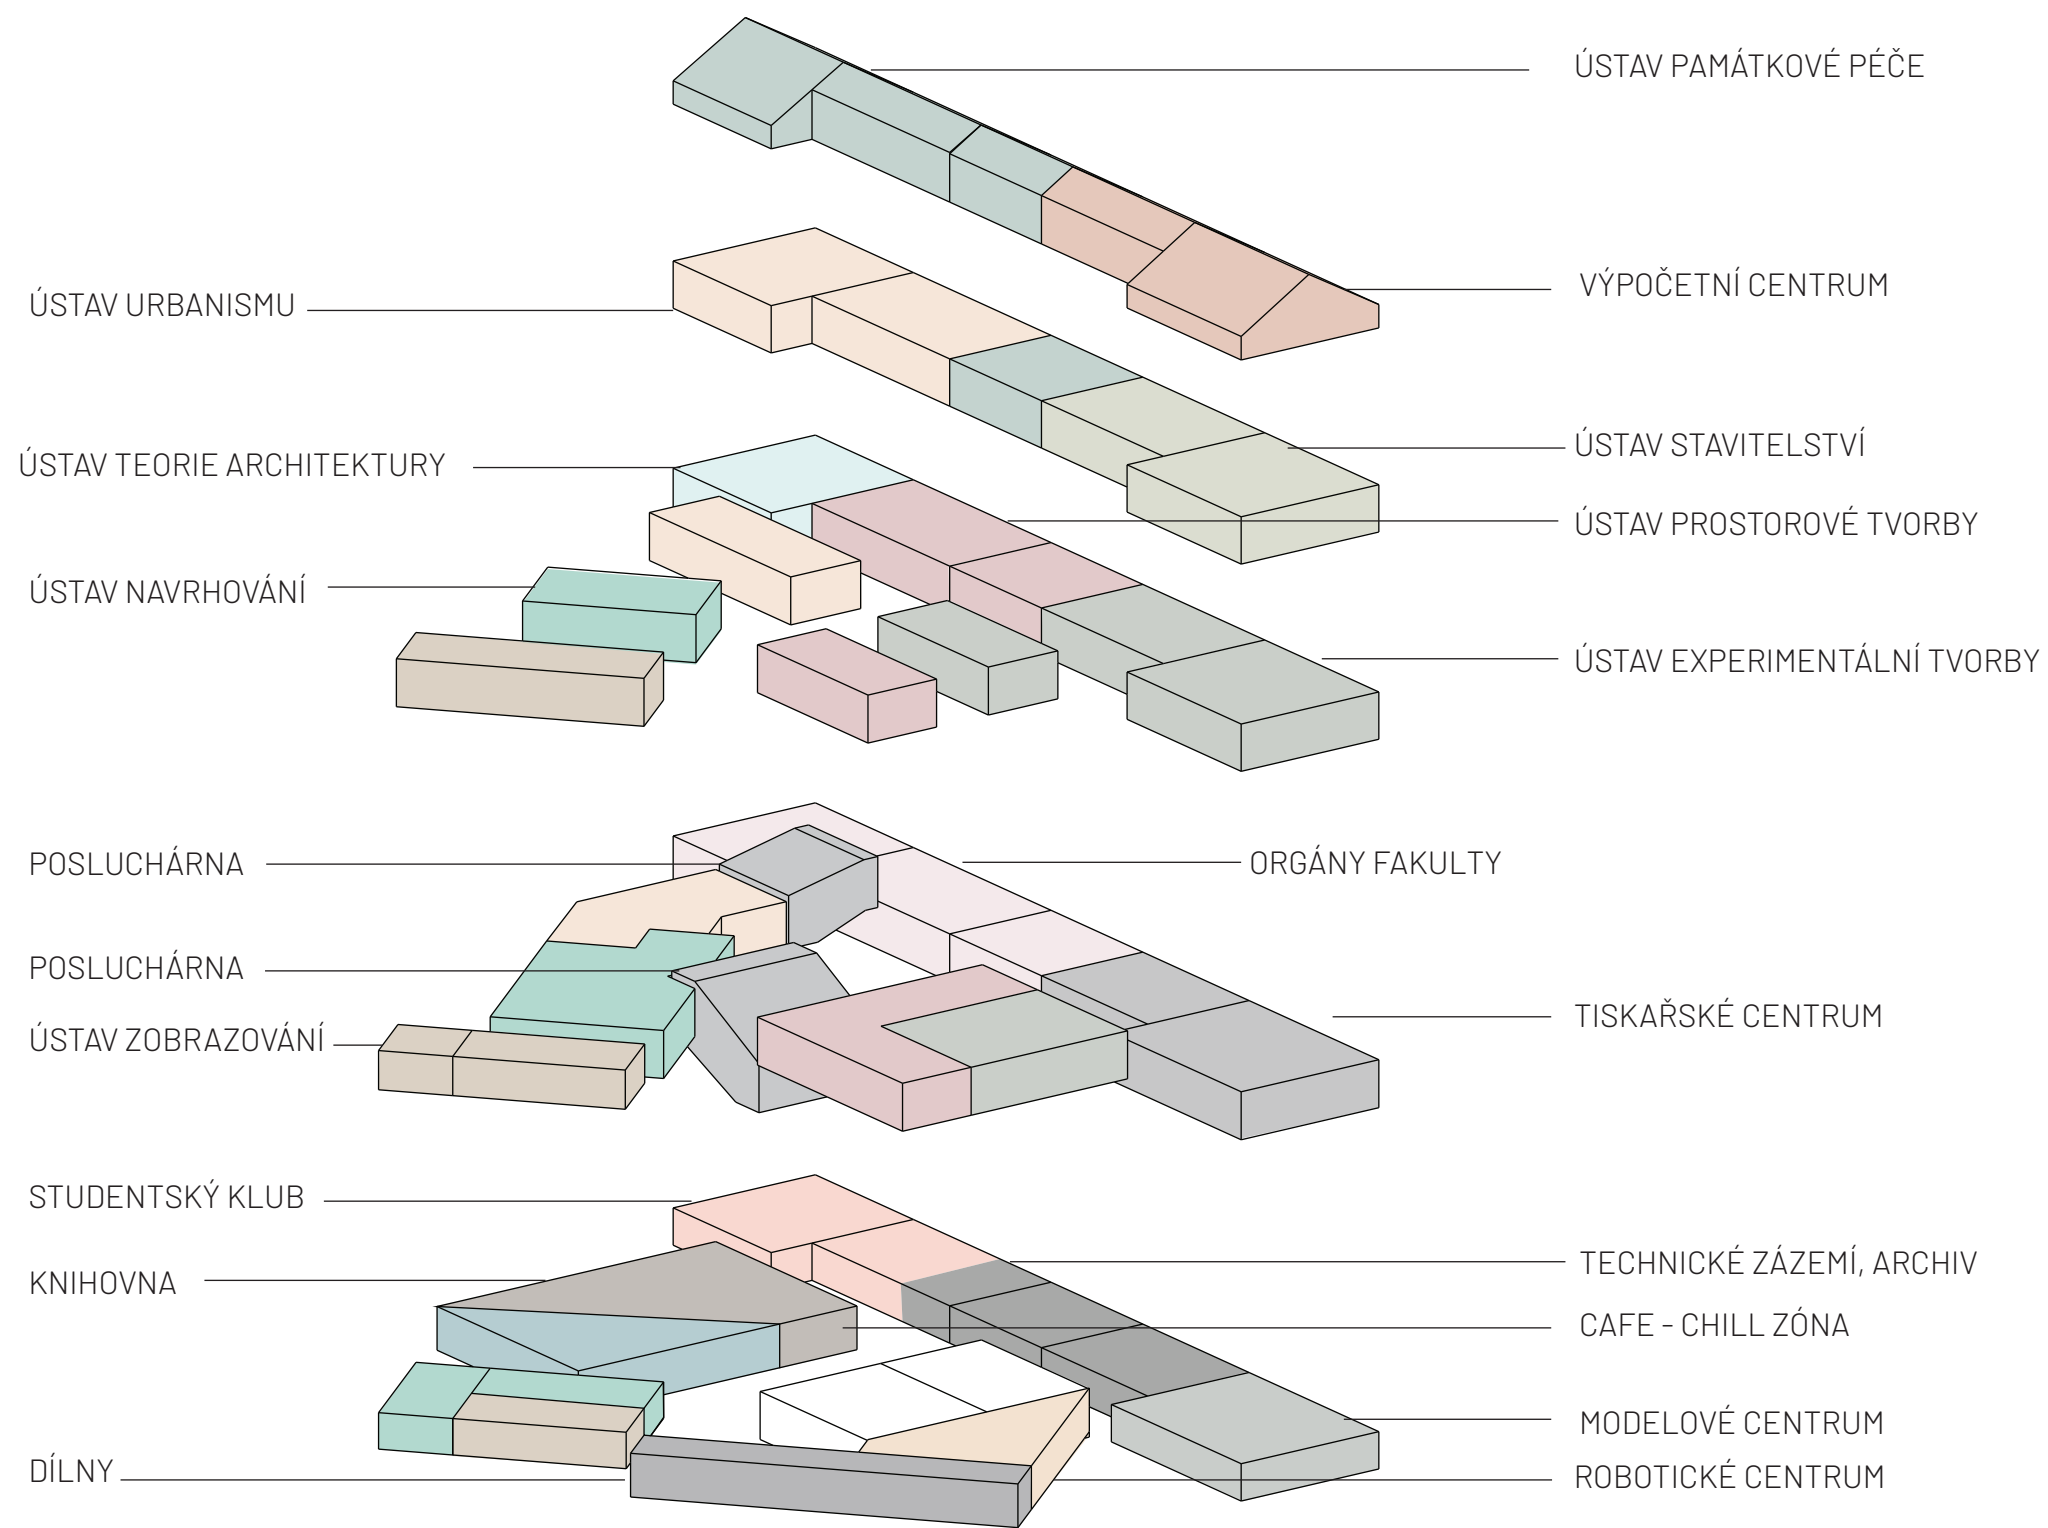 ÚSTAV PAMÁTKOVÉ PÉČE
VÝPOČETNÍ CENTRUM
ÚSTAV URBANISMU
ÚSTAV STAVITELSTVÍ
ÚSTAV TEORIE ARCHITEKTURY
ÚSTAV PROSTOROVÉ TVORBY
ÚSTAV NAVRHOVÁNÍ
ÚSTAV EXPERIMENTÁLNÍ TVORBY
POSLUCHÁRNA
ORGÁNY FAKULTY
POSLUCHÁRNA
TISKAŘSKÉ CENTRUM
ÚSTAV ZOBRAZOVÁNÍ
STUDENTSKÝ KLUB
TECHNICKÉ ZÁZEMÍ, ARCHIV
KNIHOVNA
CAFE - CHILL ZÓNA
MODELOVÉ CENTRUM
DÍLNY
ROBOTICKÉ CENTRUM